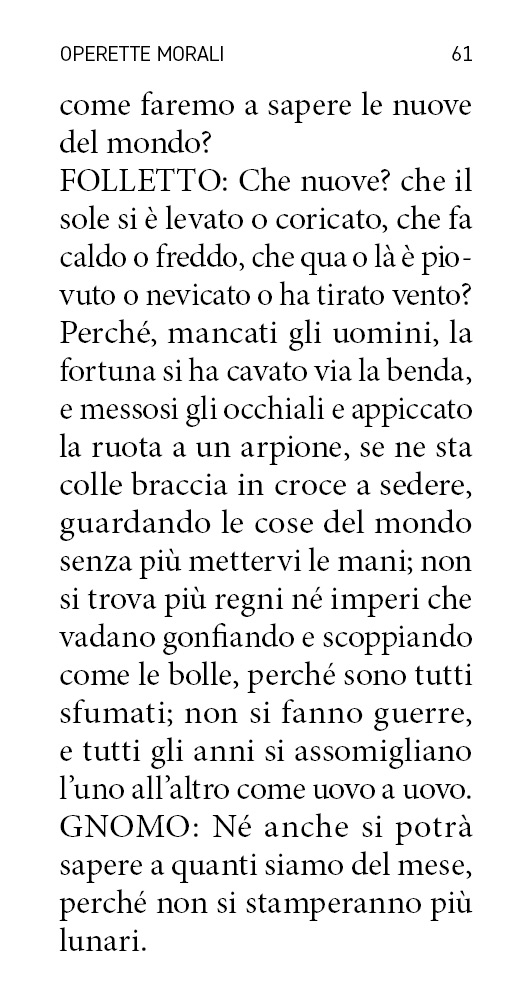 OPERETTE MORALI 61
come faremo a sapere le nuove
del mondo?
FOLLETTO: Che nuove? che il
sole si è levato o coricato, che fa
caldo o freddo, che qua o là è pio-
vuto o nevicato o ha tirato vento?
Perché, mancati gli uomini, la
fortuna si ha cavato via la benda,
e messosi gli occhiali e appiccato
la ruota a un arpione, se ne sta
colle braccia in croce a sedere,
guardando le cose del mondo
senza più mettervi le mani; non
si trova più regni né imperi che
vadano gonfiando e scoppiando
come le bolle, perché sono tutti
sfumati; non si fanno guerre,
e tutti gli anni si assomigliano
l’uno all’altro come uovo a uovo.
GNOMO: Né anche si potrà
sapere a quanti siamo del mese,
perché non si stamperanno più
lunari.